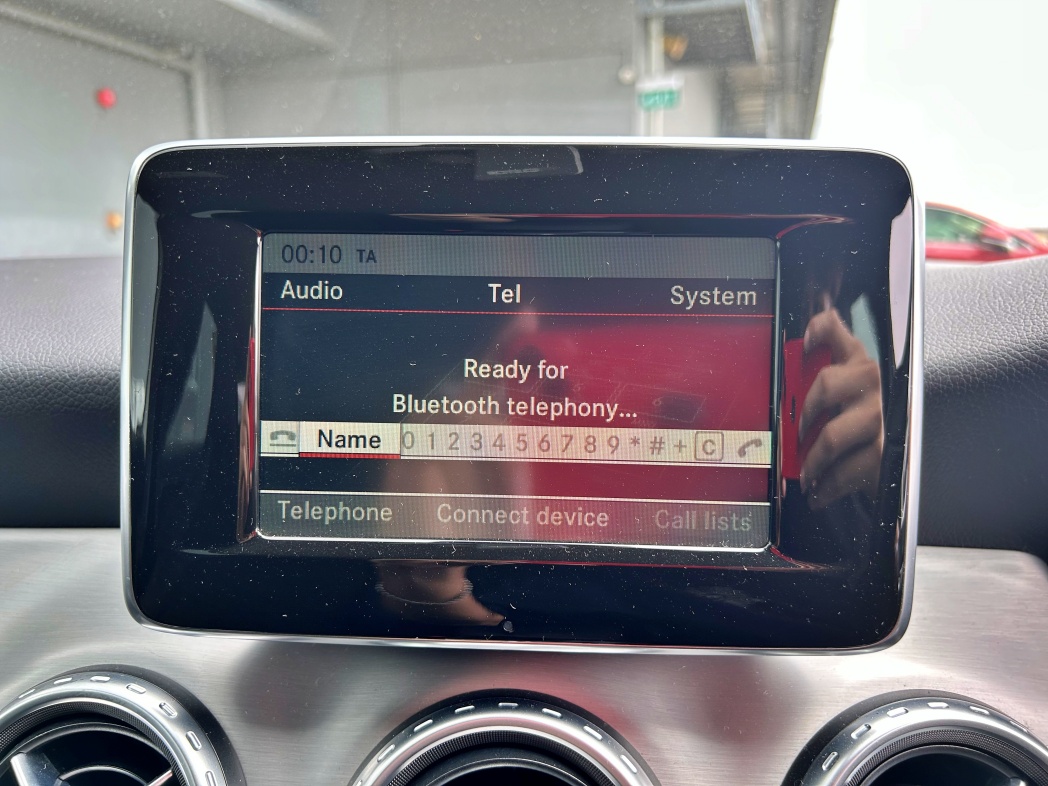 00:10 TA
Audio Tel System
Ready for
Bluetooth telephony...
Name 0 1 2 3 4 5 6 7 8 9 * # + C
Telephone Connect device Call lists